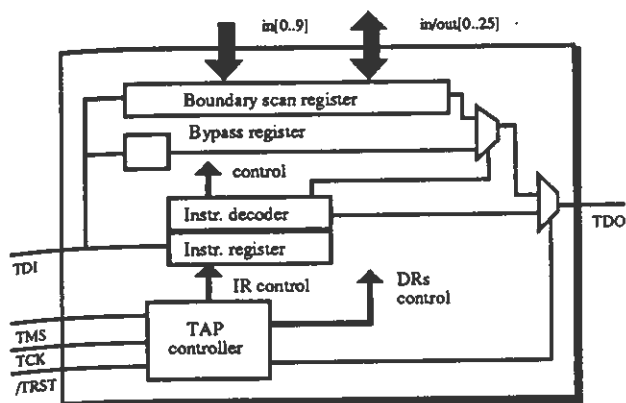 in[0..9]
in/out[0..25]
Boundary scan register
Bypass register
control
Instr. decoder
Instr. register
TDI
TDO
IR control
DRs
control
TMS
TCK
/TRST
TAP
controller